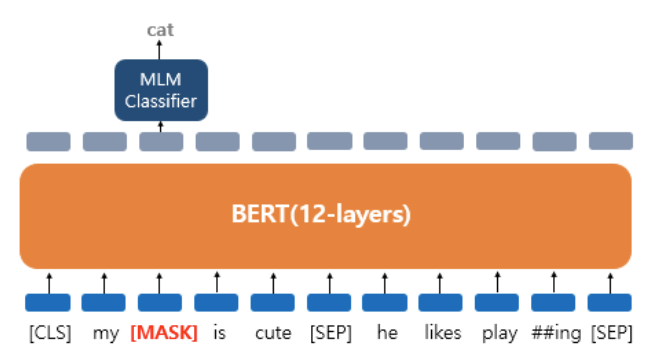 cat
MLM
Classifier
BERT(12-layers)
[CLS] my [MASK] is cute [SEP] he likes play ##ing [SEP]